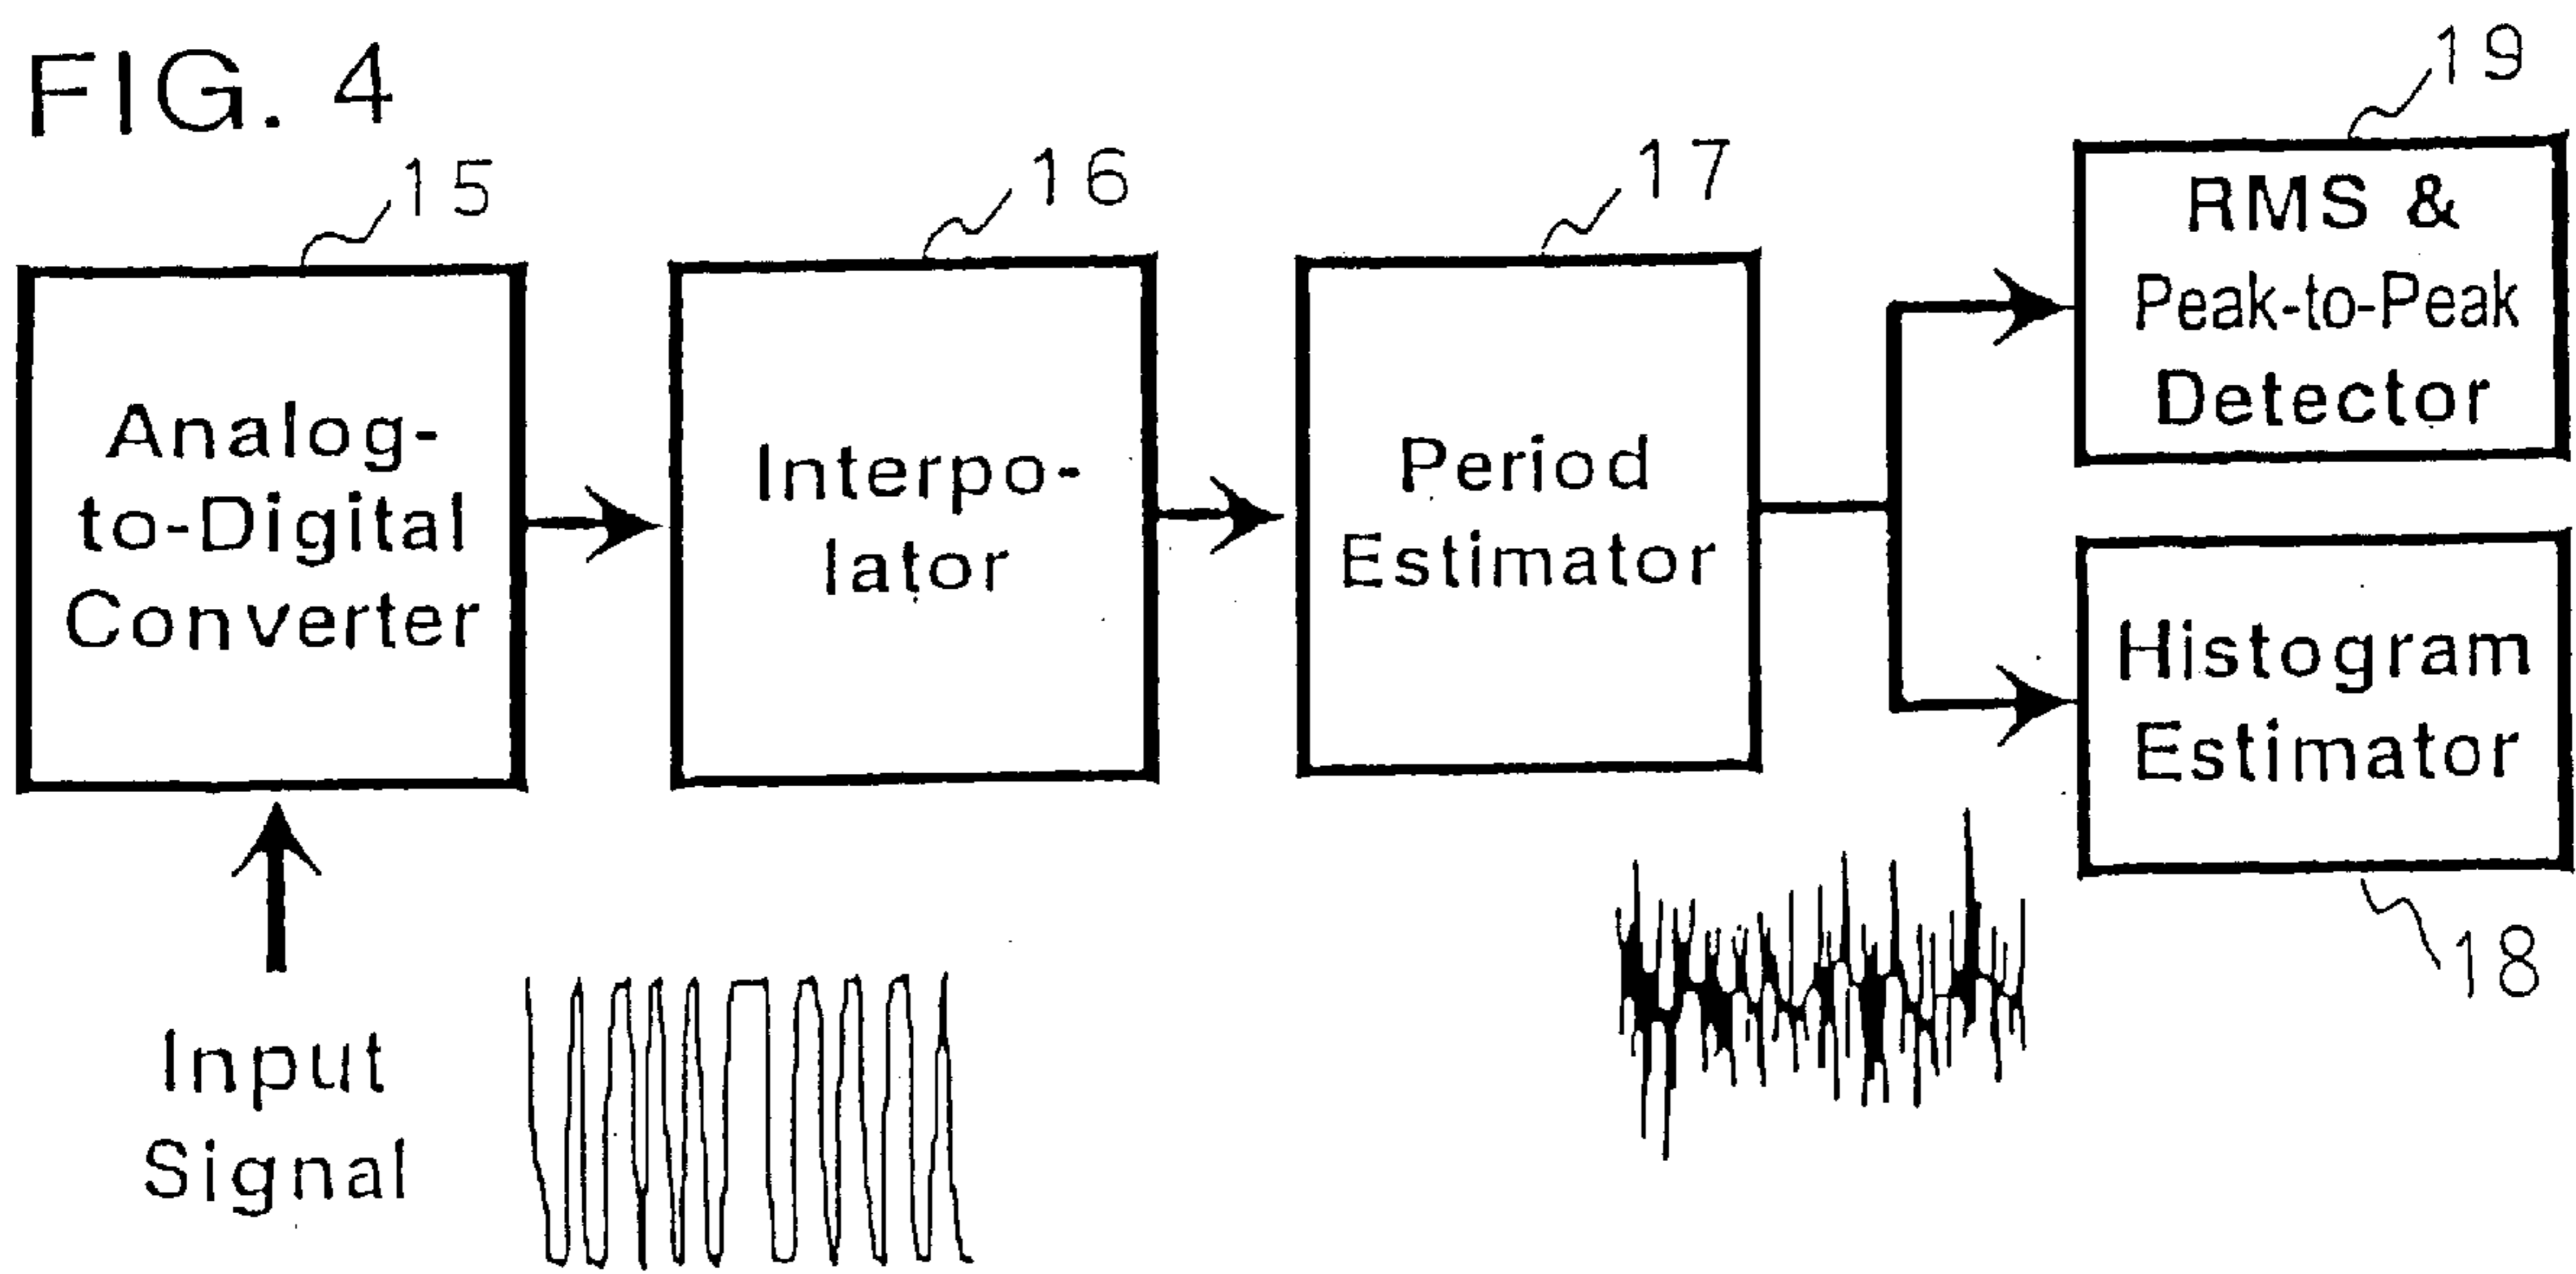 FIG. 4
15
16
17
19
Analog-
to-Digital
Converter
Interpo-
lator
Period
Estimator
RMS &
Peak-to-Peak
Detector
Histogram
Estimator
18
Input
Signal